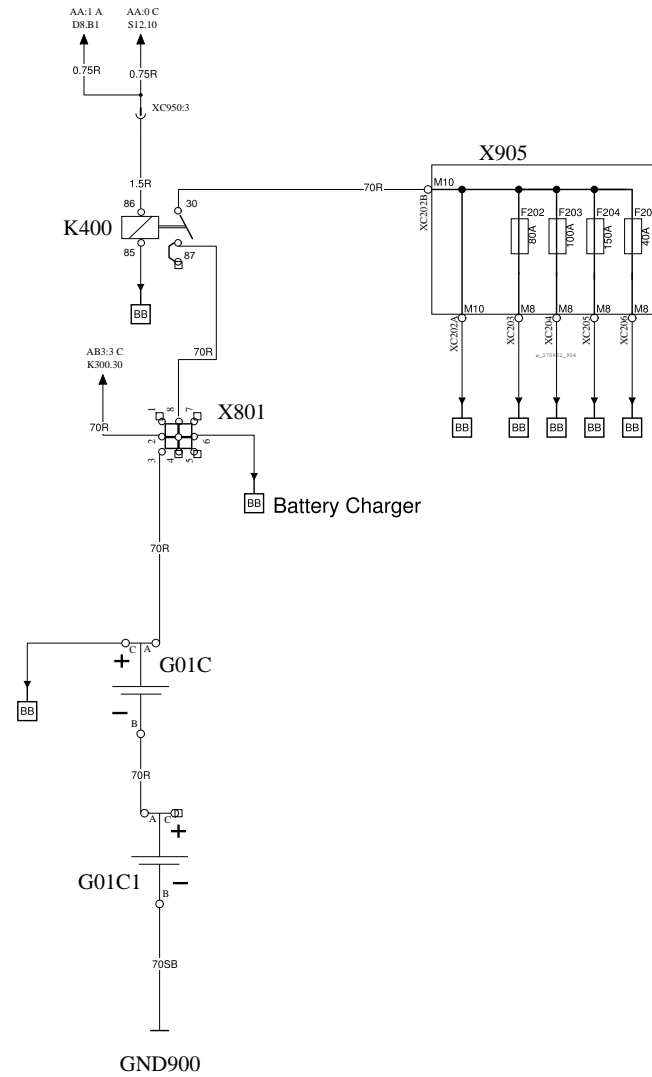 AA:1 A
D8.B1
AA:0 C
S12.10
0.75R
0.75R
XC950:3
1.5R
86
30
K400
85
87
BB
70R
X905
M10
XC202B
F202
80A
F203
100A
F204
150A
F20
40A
M10
M8
M8
M8
M8
XC202A
XC203
XC204
XC205
XC206
BB
BB
BB
BB
BB
70R
AB3:3 C
K300.30
70R
X801
1
8
7
2
6
3
4
5
BB
Battery Charger
70R
C
A
+
G01C
BB
−
B
70R
A
C
+
G01C1
−
B
70SB
GND900